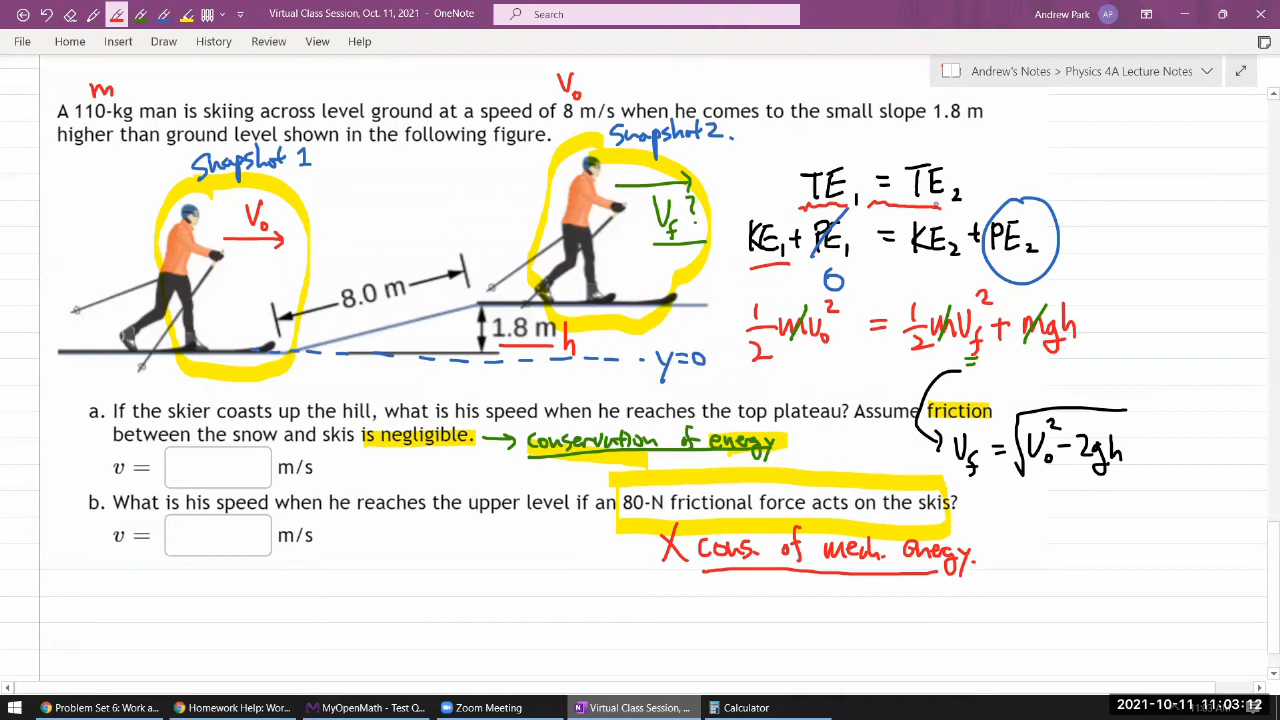 Virtual Class Session, Oct. 11, 2021 - OneNote
Search
Andrew Park
AP
File Home Insert Draw History Review View Help
Andrew's Notes > Physics 4A Lecture Notes
m
V₀
A 110-kg man is skiing across level ground at a speed of 8 m/s when he comes to the small slope 1.8 m
higher than ground level shown in the following figure.
Snapshot 2.
Snapshot 1
V₀
V_f ?
8.0 m
1.8 m h
y=0
TE₁ = TE₂
KE₁ + PE₁ = KE₂ + PE₂
0
1/2 mv₀² = 1/2 mV_f² + mgh
V_f = √(V₀² - 2gh)
a. If the skier coasts up the hill, what is his speed when he reaches the top plateau? Assume friction
between the snow and skis is negligible. → conservation of energy
v = m/s
b. What is his speed when he reaches the upper level if an 80-N frictional force acts on the skis?
v = m/s
X cons. of mech. energy.
Problem Set 6: Work a... Homework Help: Wor... MyOpenMath - Test Q... Zoom Meeting Virtual Class Session,... Calculator
2021-10-11 11:03:12